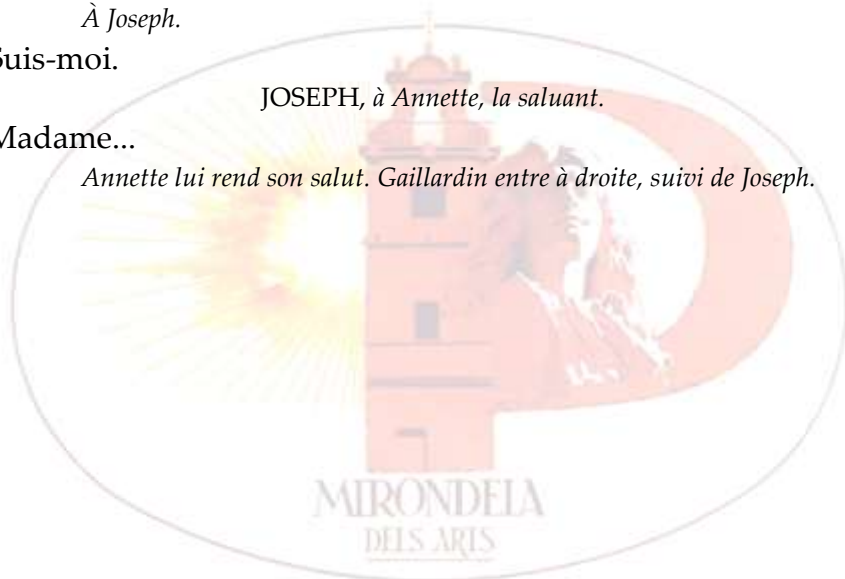 À Joseph.
Suis-moi.
JOSEPH, à Annette, la saluant.
Madame...
Annette lui rend son salut. Gaillardin entre à droite, suivi de Joseph.
MIRONDELA
DELS ARTS